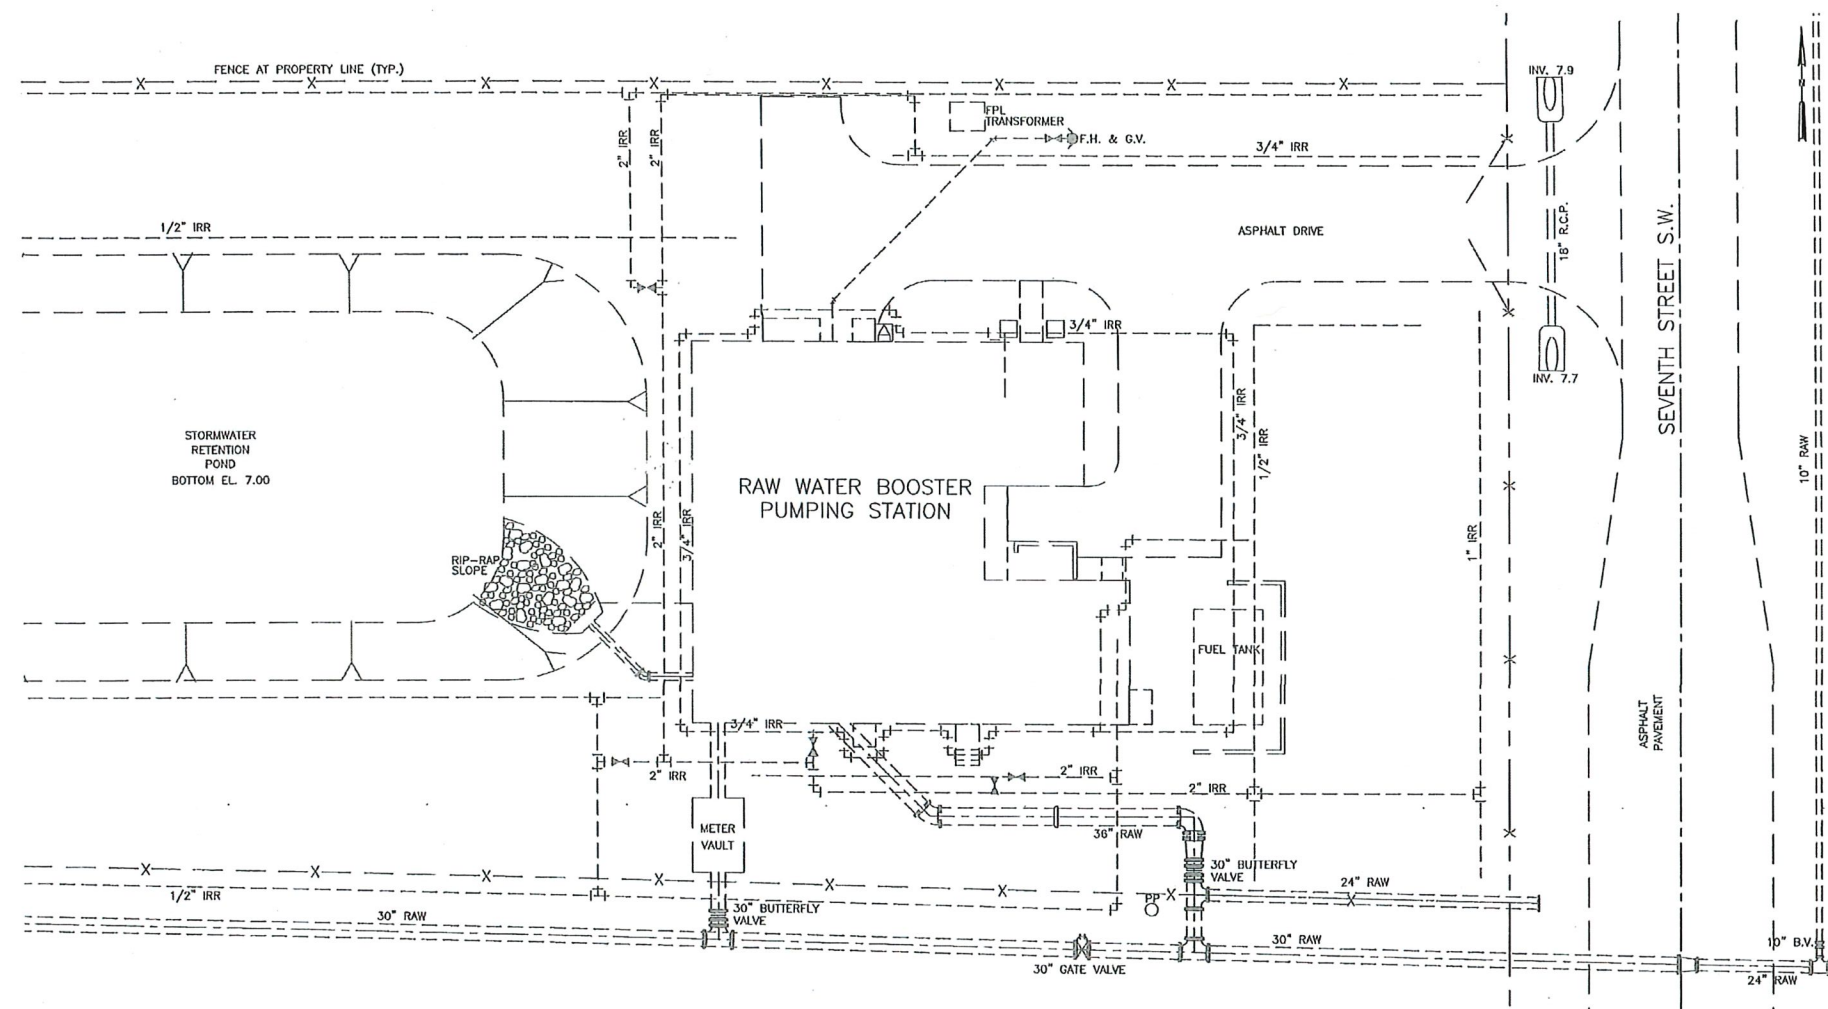 FENCE AT PROPERTY LINE (TYP.)
INV. 7.9
FPL
TRANSFORMER
F.H. & G.V.
3/4" IRR
2" IRR
2" IRR
1/2" IRR
ASPHALT DRIVE
18" R.C.P.
SEVENTH STREET S.W.
3/4" IRR
INV. 7.7
3/4" IRR
1/2" IRR
10" RAW
STORMWATER
RETENTION
POND
BOTTOM EL. 7.00
RAW WATER BOOSTER
PUMPING STATION
2" IRR
3/4" IRR
1" IRR
RIP-RAP
SLOPE
FUEL TANK
ASPHALT
PAVEMENT
3/4" IRR
2" IRR
2" IRR
2" IRR
METER
VAULT
36" RAW
30" BUTTERFLY
VALVE
24" RAW
PP
1/2" IRR
30" RAW
30" BUTTERFLY
VALVE
30" RAW
10" B.V.
30" GATE VALVE
24" RAW